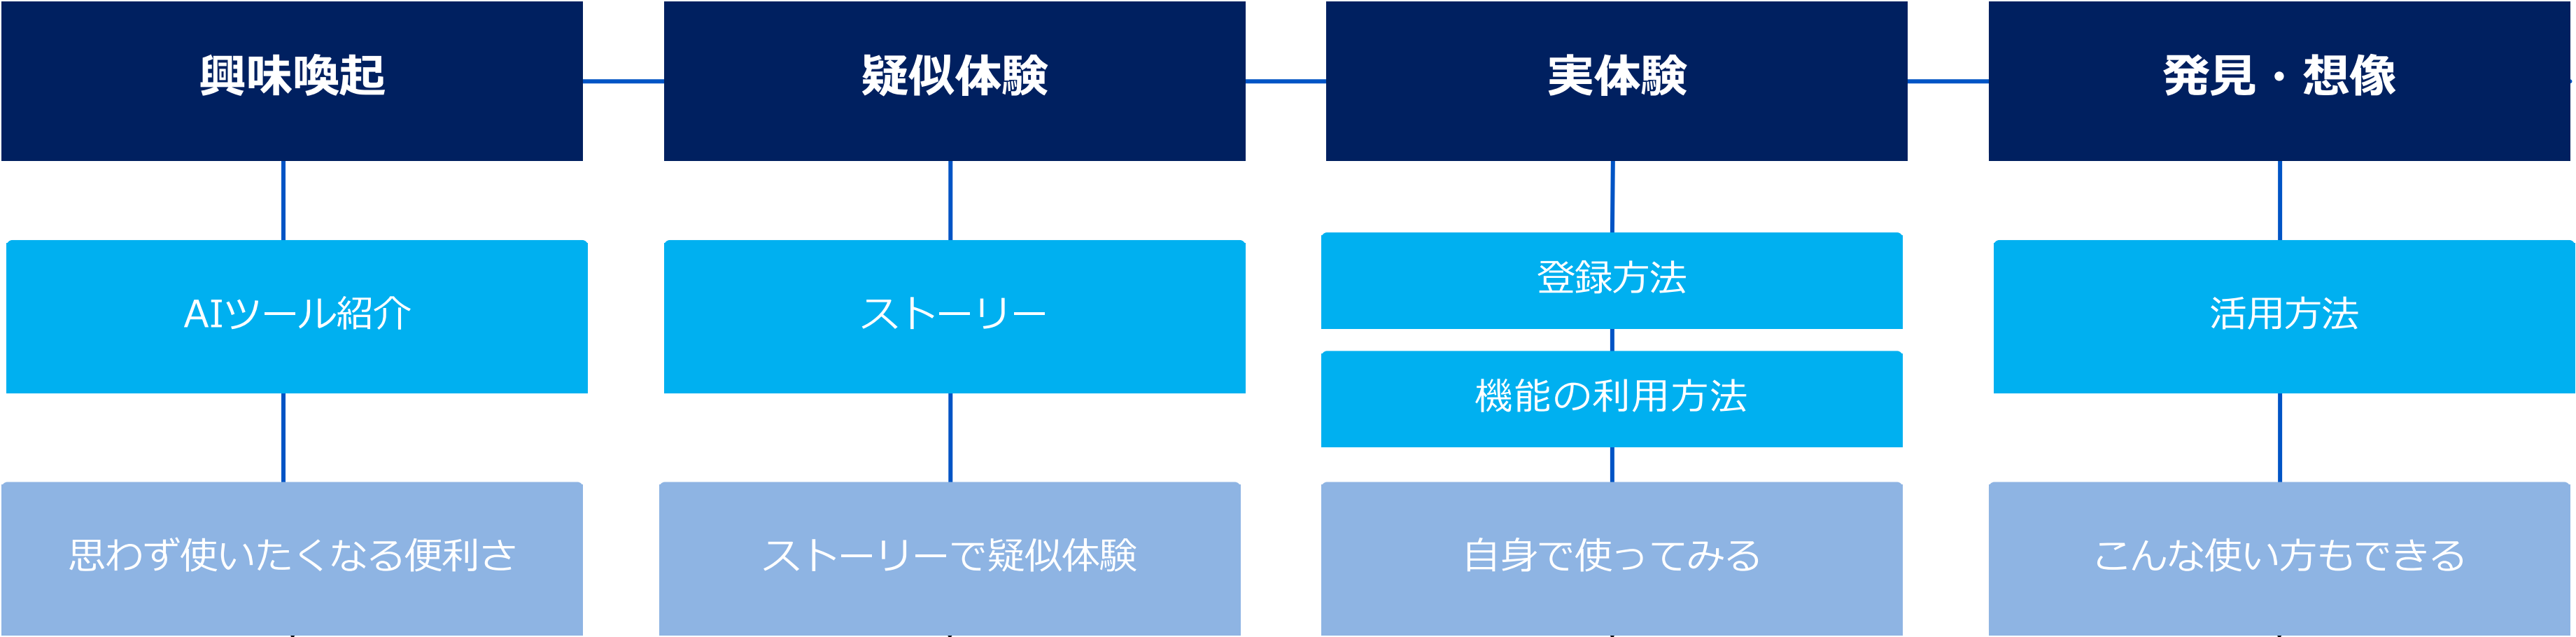 興味喚起
疑似体験
実体験
発見・想像
AIツール紹介
ストーリー
登録方法
機能の利用方法
活用方法
思わず使いたくなる便利さ
ストーリーで疑似体験
自身で使ってみる
こんな使い方もできる